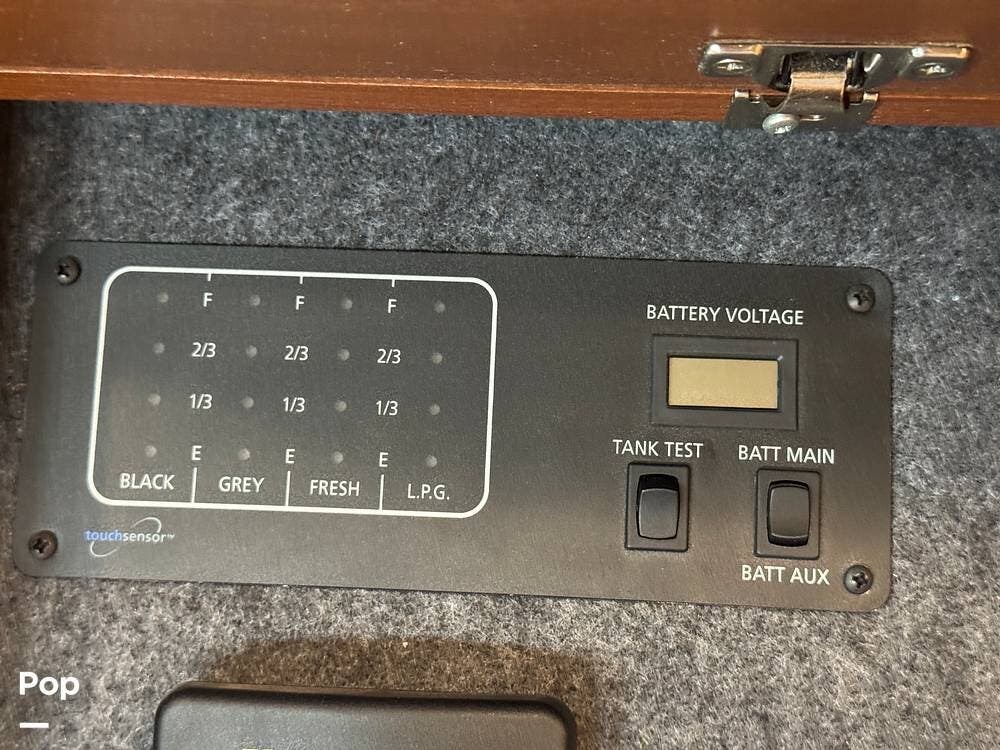 F F F
2/3 2/3 2/3
1/3 1/3 1/3
E E E
BLACK GREY FRESH L.P.G.
touchsensor™
BATTERY VOLTAGE
TANK TEST BATT MAIN
BATT AUX
Pop